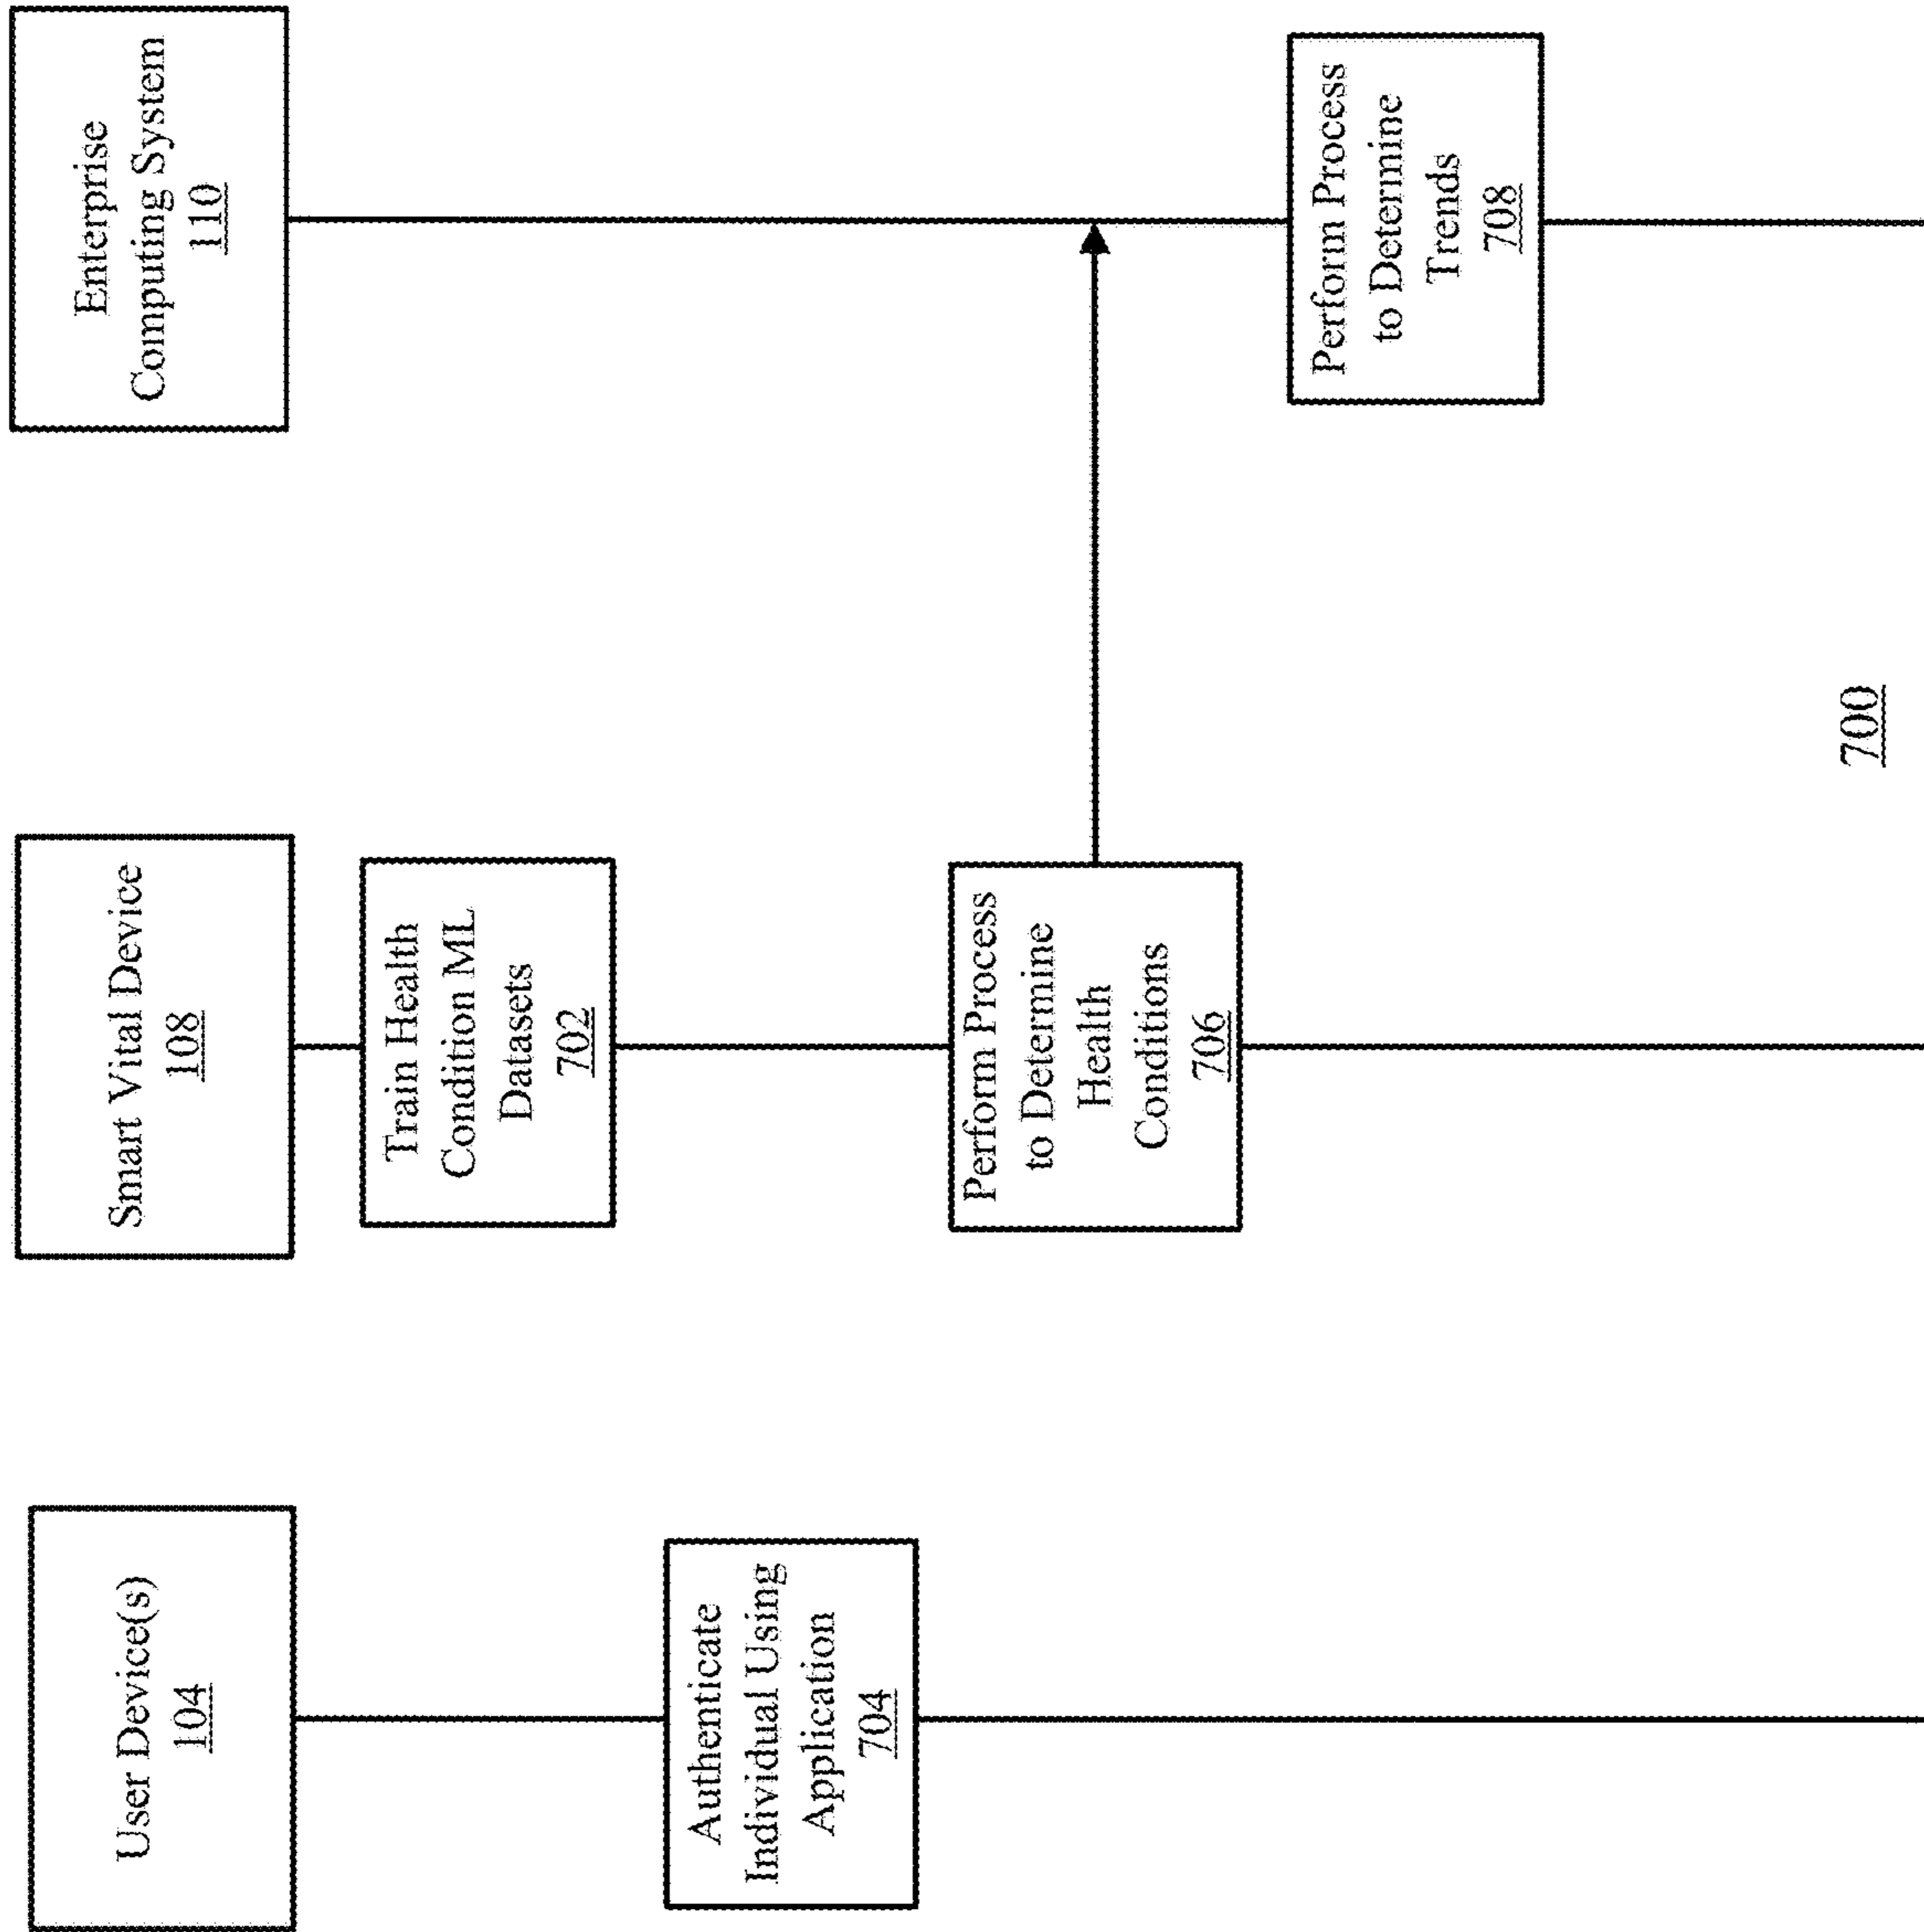 User Device(s)
104
Smart Vital Device
108
Enterprise
Computing System
110
Train Health
Condition ML
Datasets
702
Authenticate
Individual Using
Application
704
Perform Process
to Determine
Health
Conditions
706
Perform Process
to Determine
Trends
708
700